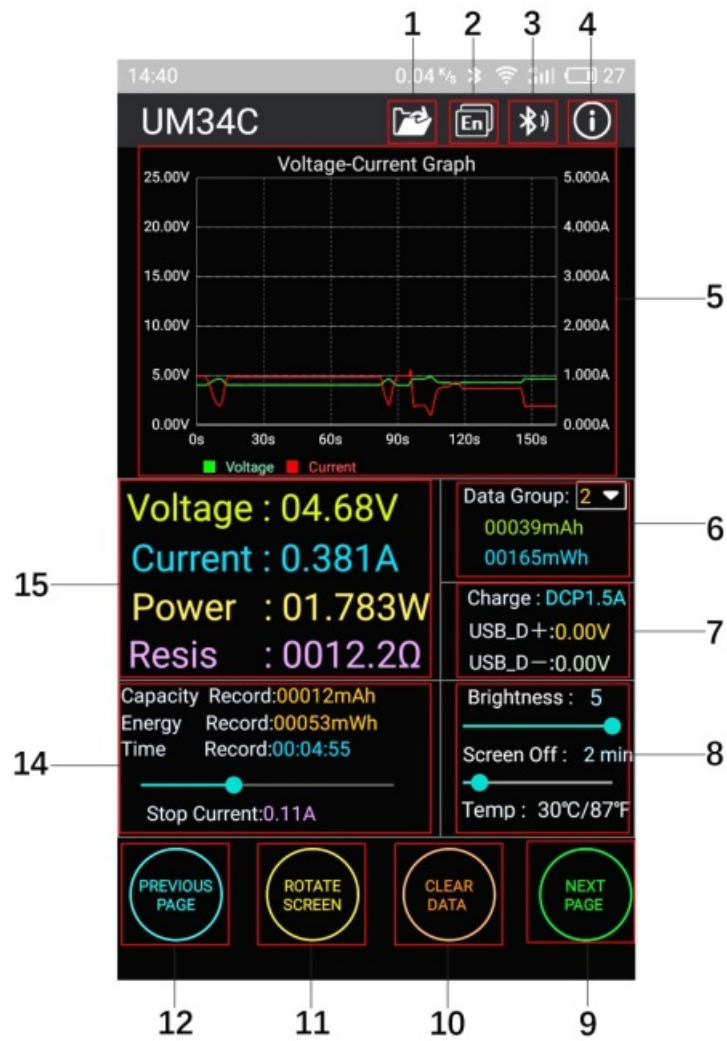 1 2 3 4
14:40 0.04 K/s 27
UM34C En
Voltage-Current Graph
25.00V 5.000A
20.00V 4.000A
15.00V 3.000A
5
10.00V 2.000A
5.00V 1.000A
0.00V 0.000A
0s 30s 60s 90s 120s 150s
Voltage Current
Voltage : 04.68V
Current : 0.381A
Power : 01.783W
Resis : 0012.2Ω
15
Data Group: 2
00039mAh
00165mWh
6
Charge : DCP1.5A
USB_D+:0.00V
USB_D−:0.00V
7
Capacity Record:00012mAh
Energy Record:00053mWh
Time Record:00:04:55
Stop Current:0.11A
14
Brightness : 5
Screen Off : 2 min
Temp : 30℃/87℉
8
PREVIOUS PAGE
ROTATE SCREEN
CLEAR DATA
NEXT PAGE
12 11 10 9